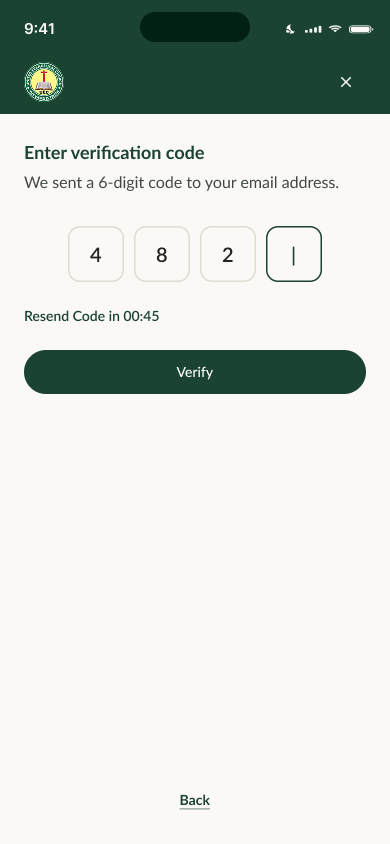 9:41
Enter verification code
We sent a 6-digit code to your email address.
4 8 2
Resend Code in 00:45
Verify
Back